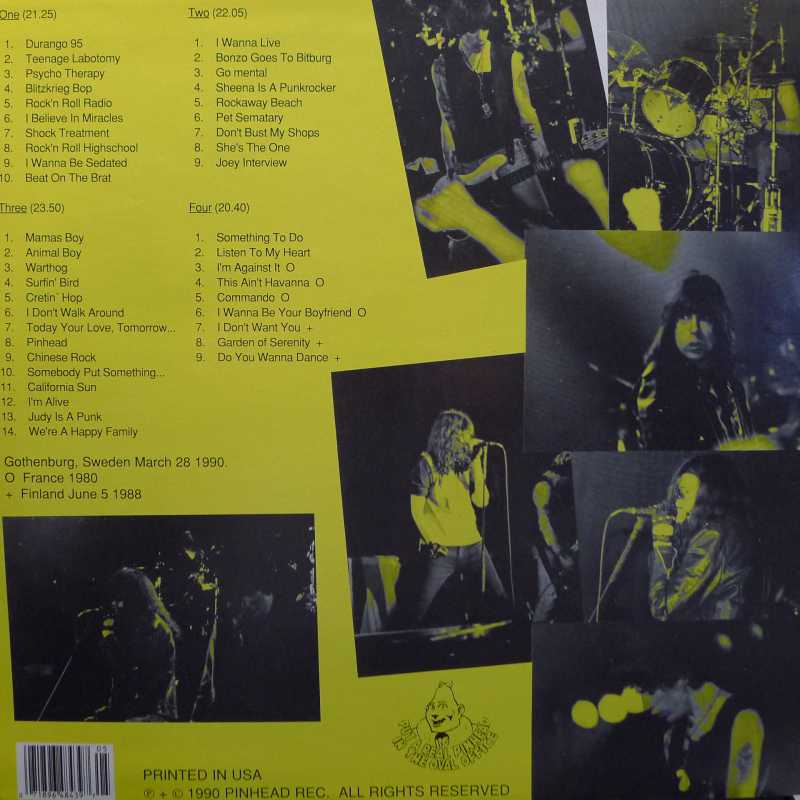 One (21.25)
1. Durango 95
2. Teenage Labotomy
3. Psycho Therapy
4. Blitzkrieg Bop
5. Rock'n Roll Radio
6. I Believe In Miracles
7. Shock Treatment
8. Rock'n Roll Highschool
9. I Wanna Be Sedated
10. Beat On The Brat
Two (22.05)
1. I Wanna Live
2. Bonzo Goes To Bitburg
3. Go mental
4. Sheena Is A Punkrocker
5. Rockaway Beach
6. Pet Sematary
7. Don't Bust My Shops
8. She's The One
9. Joey Interview
Three (23.50)
1. Mamas Boy
2. Animal Boy
3. Warthog
4. Surfin' Bird
5. Cretin´ Hop
6. I Don't Walk Around
7. Today Your Love, Tomorrow...
8. Pinhead
9. Chinese Rock
10. Somebody Put Something...
11. California Sun
12. I'm Alive
13. Judy Is A Punk
14. We're A Happy Family
Four (20.40)
1. Something To Do
2. Listen To My Heart
3. I'm Against It O
4. This Ain't Havanna O
5. Commando O
6. I Wanna Be Your Boyfriend O
7. I Don't Want You +
8. Garden of Serenity +
9. Do You Wanna Dance +
Gothenburg, Sweden March 28 1990.
O France 1980
+ Finland June 5 1988
PUT A REAL PINHEAD
IN THE OVAL OFFICE
05
PRINTED IN USA
℗ + © 1990 PINHEAD REC. ALL RIGHTS RESERVED